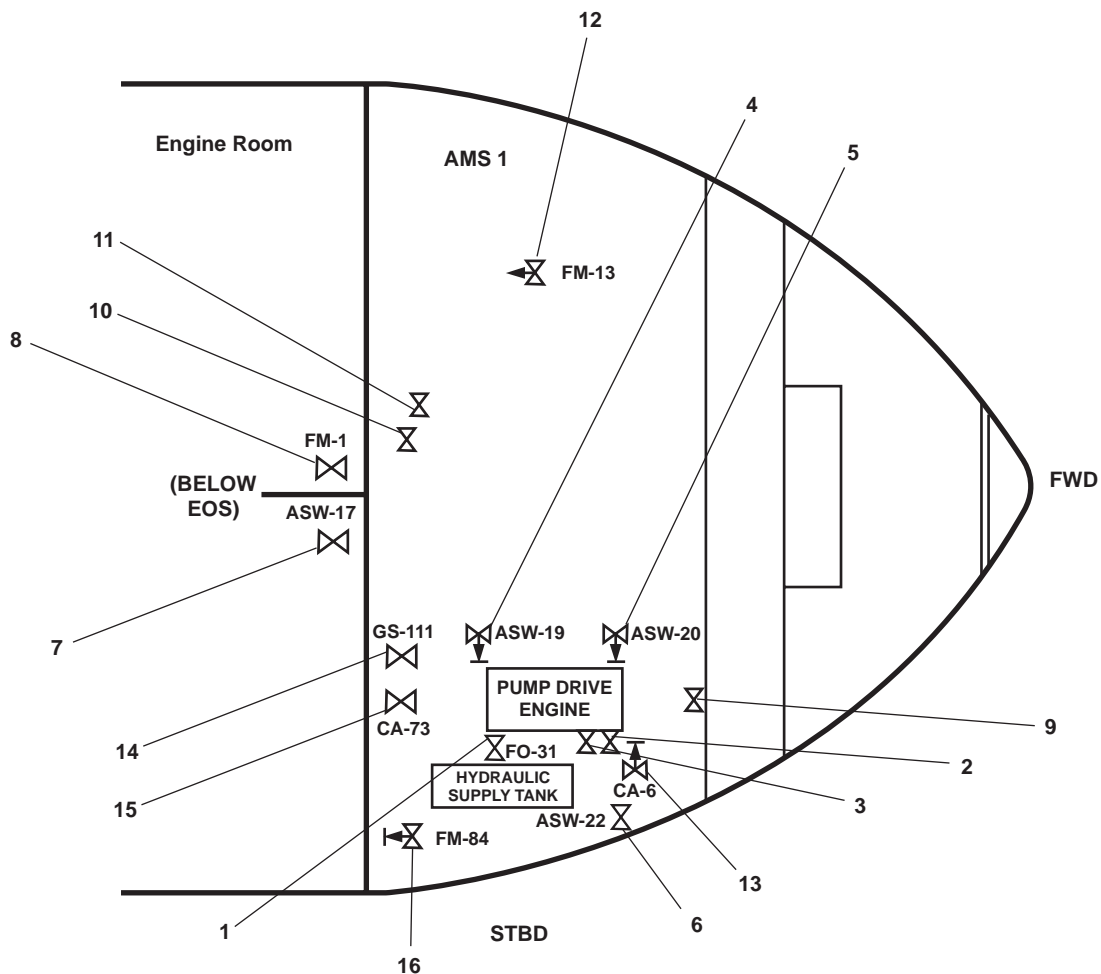 12
4
5
Engine Room
AMS 1
11
FM-13
10
8
FM-1
(BELOW
EOS)
FWD
ASW-17
7
GS-111
ASW-19
ASW-20
PUMP DRIVE
ENGINE
9
CA-73
14
FO-31
2
HYDRAULIC
SUPPLY TANK
CA-6
15
3
ASW-22
FM-84
13
1
6
STBD
16